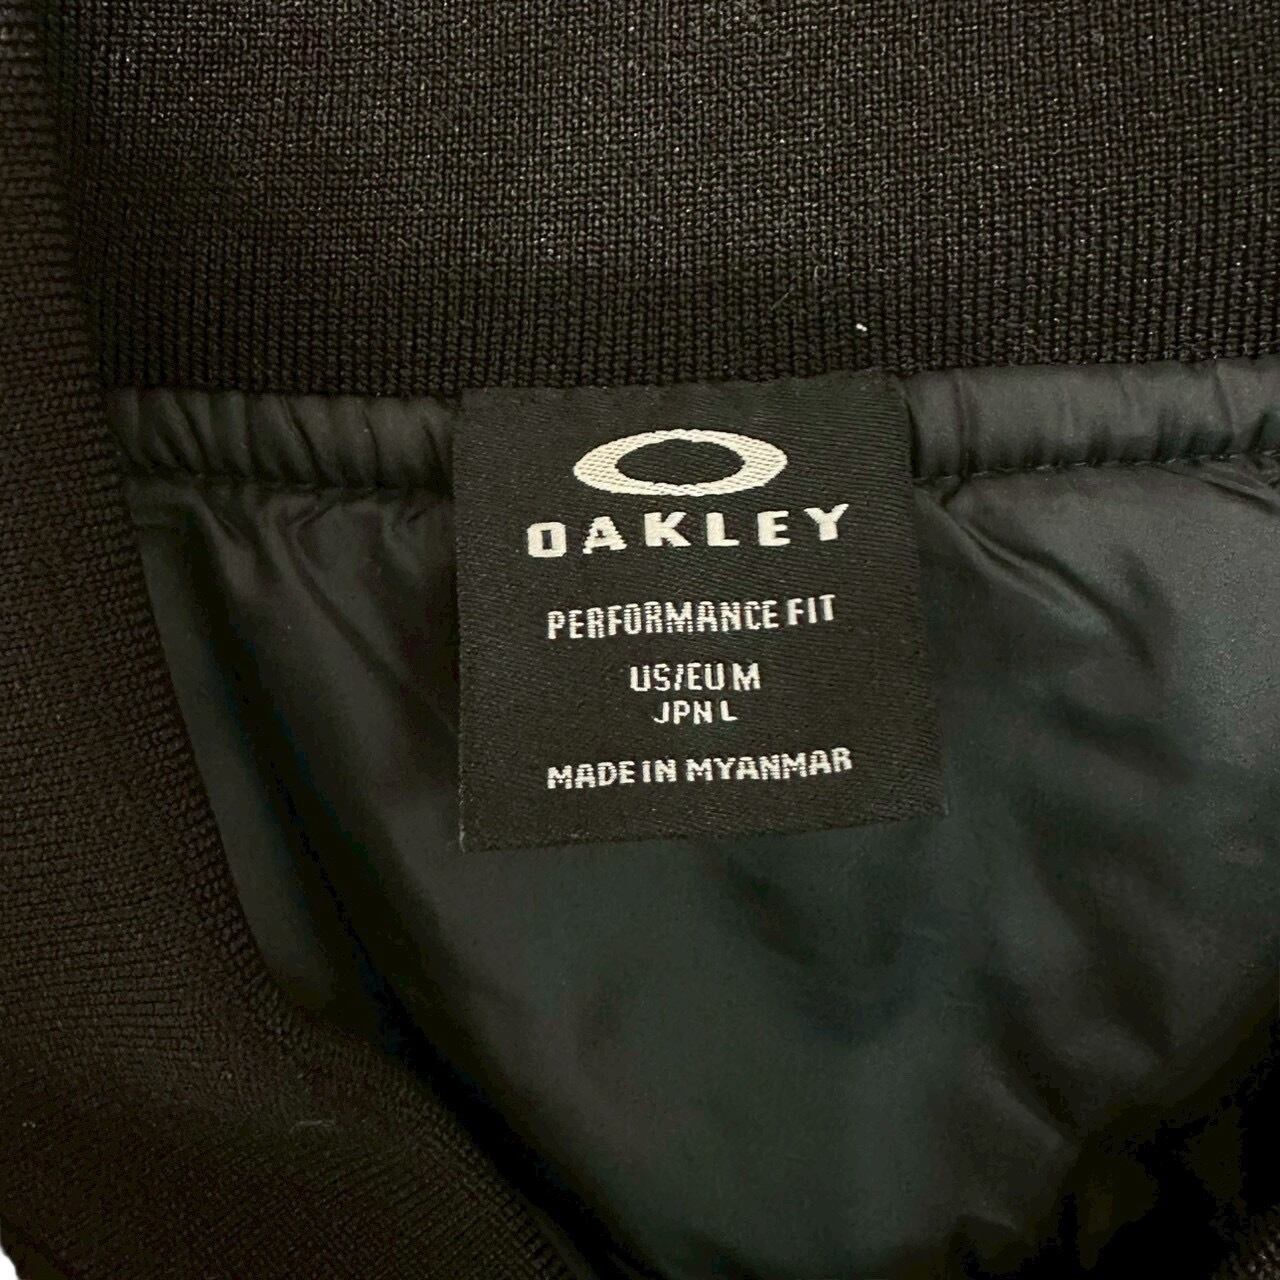 OAKLEY
PERFORMANCE FIT
US/EU M
JPN L
MADE IN MYANMAR